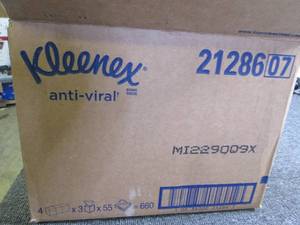 Kleenex
21286 07
anti-viral
MI229009X
4 x 3 x 55 = 660